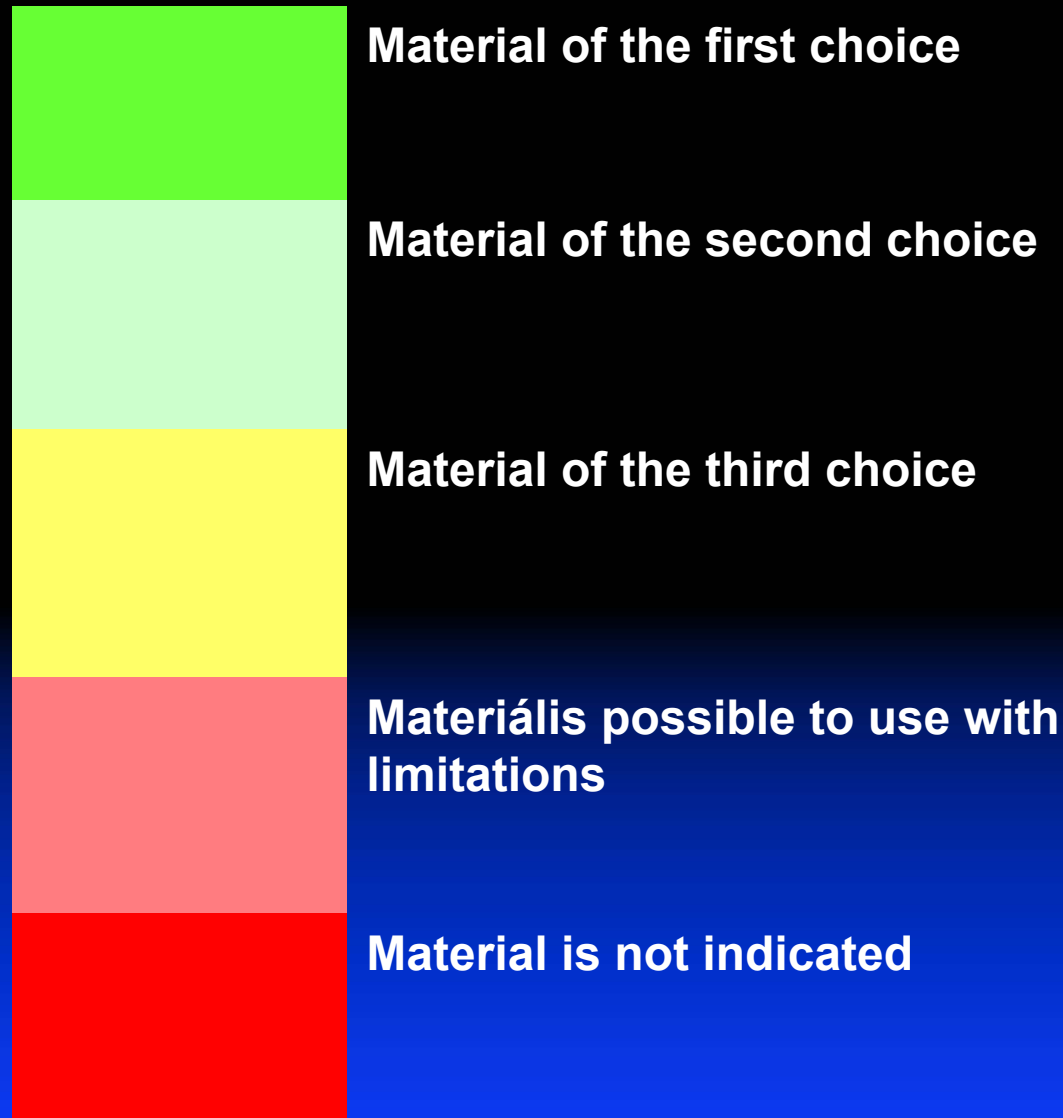 Material of the first choice
Material of the second choice
Material of the third choice
Materiális possible to use with
limitations
Material is not indicated